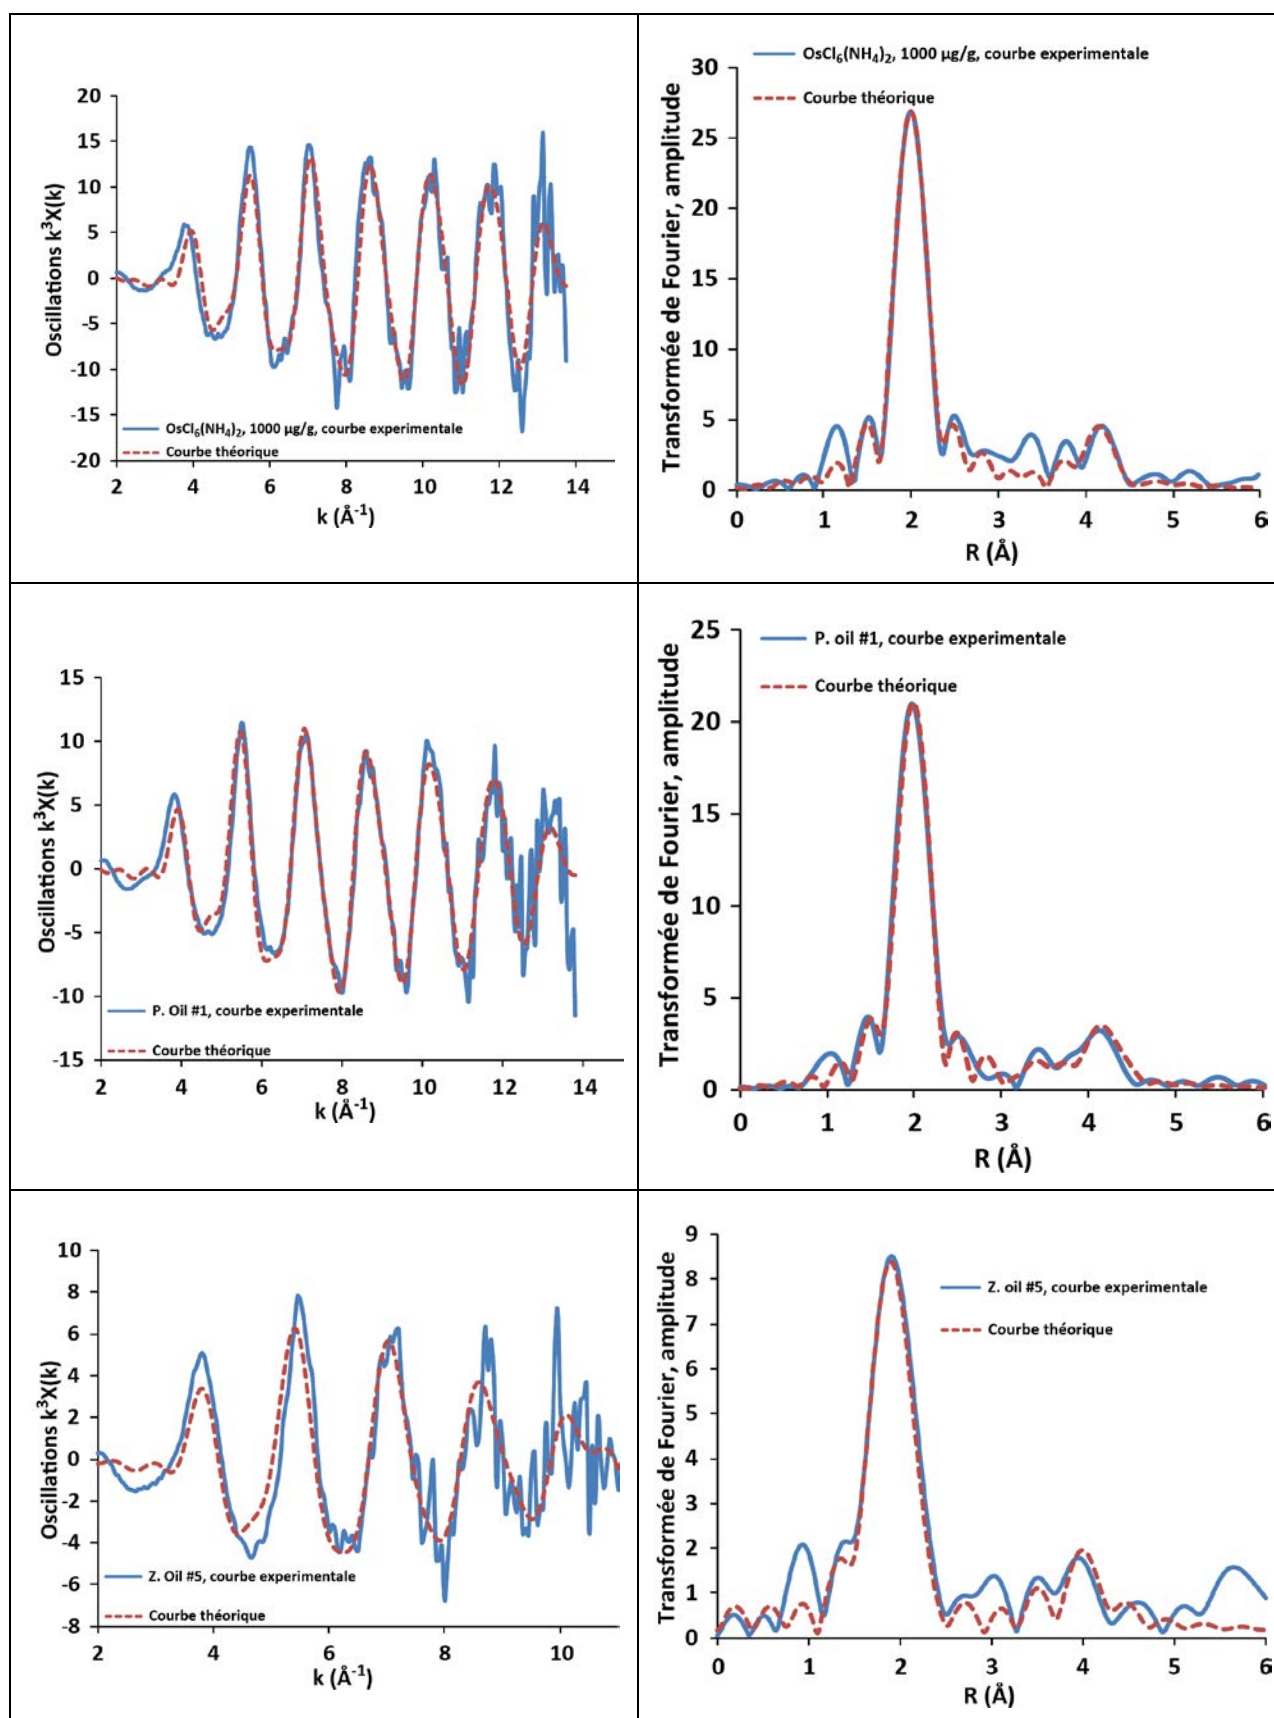 20
15
10
5
0
-5
-10
-15
-20
Oscillations k³X(k)
OsCl₆(NH₄)₂, 1000 µg/g, courbe experimentale
Courbe théorique
2 4 6 8 10 12 14
k (Å⁻¹)
OsCl₆(NH₄)₂, 1000 µg/g, courbe experimentale
Courbe théorique
30
25
20
15
10
5
0
Transformée de Fourier, amplitude
0 1 2 3 4 5 6
R (Å)
15
10
5
0
-5
-10
-15
Oscillations k³X(k)
P. Oil #1, courbe experimentale
Courbe théorique
2 4 6 8 10 12 14
k (Å⁻¹)
P. oil #1, courbe experimentale
Courbe théorique
25
20
15
10
5
0
Transformée de Fourier, amplitude
0 1 2 3 4 5 6
R (Å)
10
8
6
4
2
0
-2
-4
-6
-8
Oscillations k³X(k)
Z. Oil #5, courbe experimentale
Courbe théorique
2 4 6 8 10
k (Å⁻¹)
Z. oil #5, courbe experimentale
Courbe théorique
9
8
7
6
5
4
3
2
1
0
Transformée de Fourier, amplitude
0 1 2 3 4 5 6
R (Å)